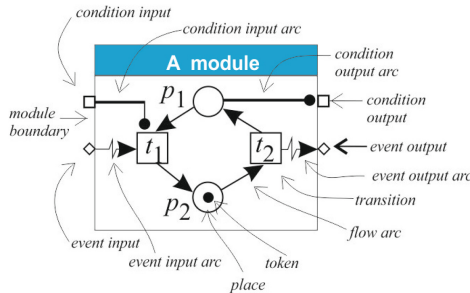 condition input
condition input arc
A module
condition
output arc
p1
condition
output
module
boundary
t1
t2
event output
p2
event output arc
transition
event input
flow arc
event input arc
token
place